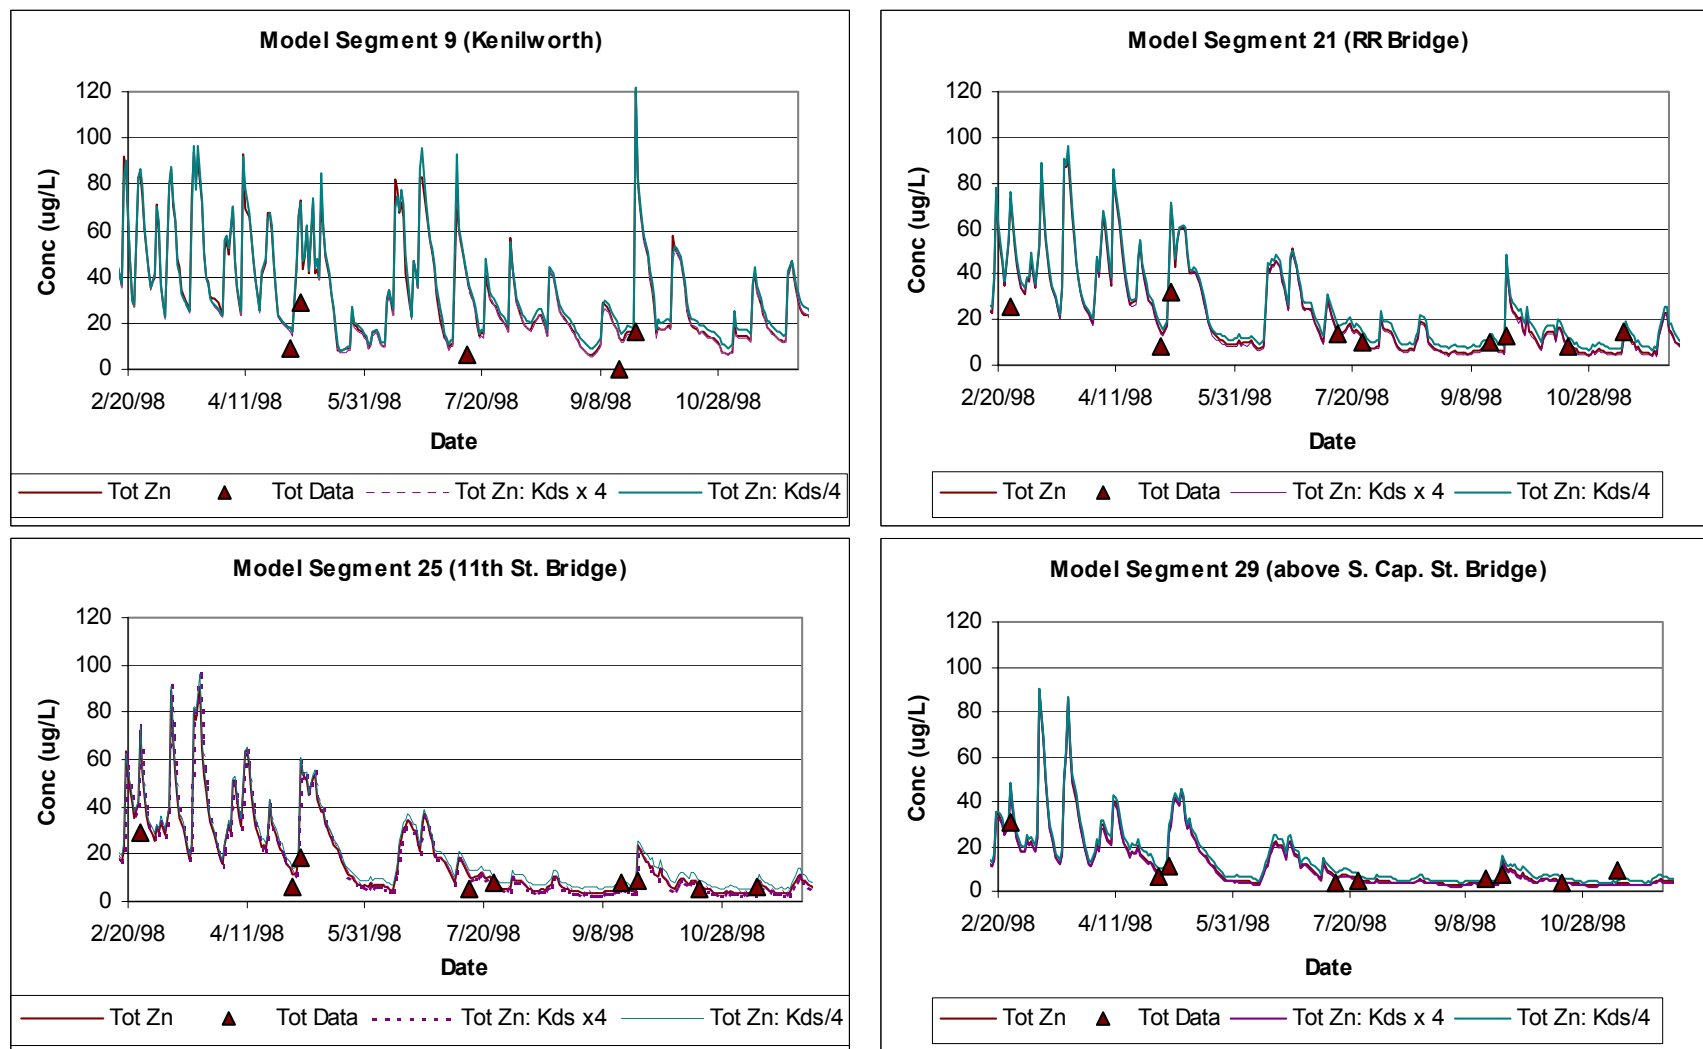 Model Segment 9 (Kenilworth)
Conc (ug/L)
120
100
80
60
40
20
0
2/20/98 4/11/98 5/31/98 7/20/98 9/8/98 10/28/98
Date
Tot Zn Tot Data Tot Zn: Kds x 4 Tot Zn: Kds/4
Model Segment 21 (RR Bridge)
Conc (ug/L)
120
100
80
60
40
20
0
2/20/98 4/11/98 5/31/98 7/20/98 9/8/98 10/28/98
Date
Tot Zn Tot Data Tot Zn: Kds x 4 Tot Zn: Kds/4
Model Segment 25 (11th St. Bridge)
Conc (ug/L)
120
100
80
60
40
20
0
2/20/98 4/11/98 5/31/98 7/20/98 9/8/98 10/28/98
Date
Tot Zn Tot Data Tot Zn: Kds x4 Tot Zn: Kds/4
Model Segment 29 (above S. Cap. St. Bridge)
Conc (ug/L)
120
100
80
60
40
20
0
2/20/98 4/11/98 5/31/98 7/20/98 9/8/98 10/28/98
Date
Tot Zn Tot Data Tot Zn: Kds x 4 Tot Zn: Kds/4